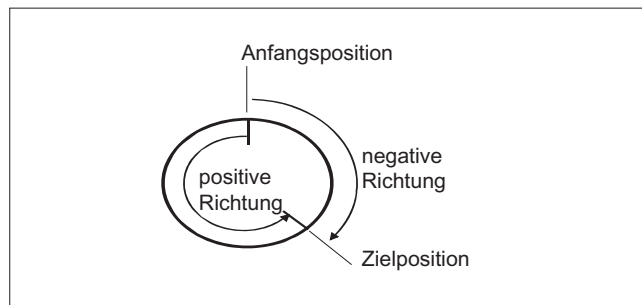 Anfangsposition
negative
Richtung
positive
Richtung
Zielposition